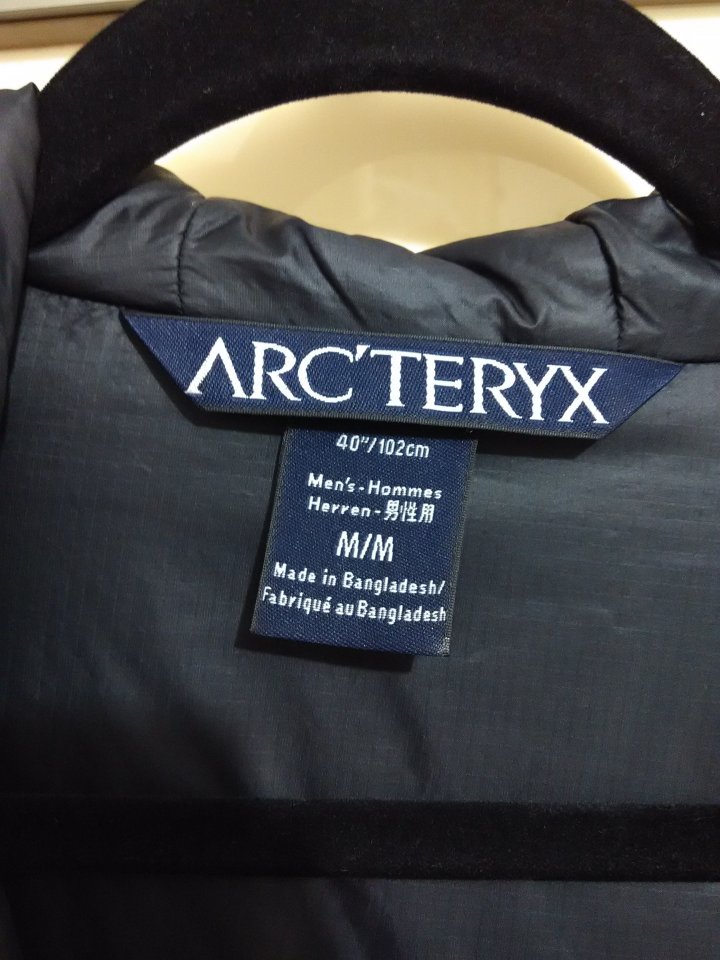 ARC'TERYX
40"/102cm
Men's-Hommes
Herren-男性用
M/M
Made in Bangladesh/
Fabriqué au Bangladesh